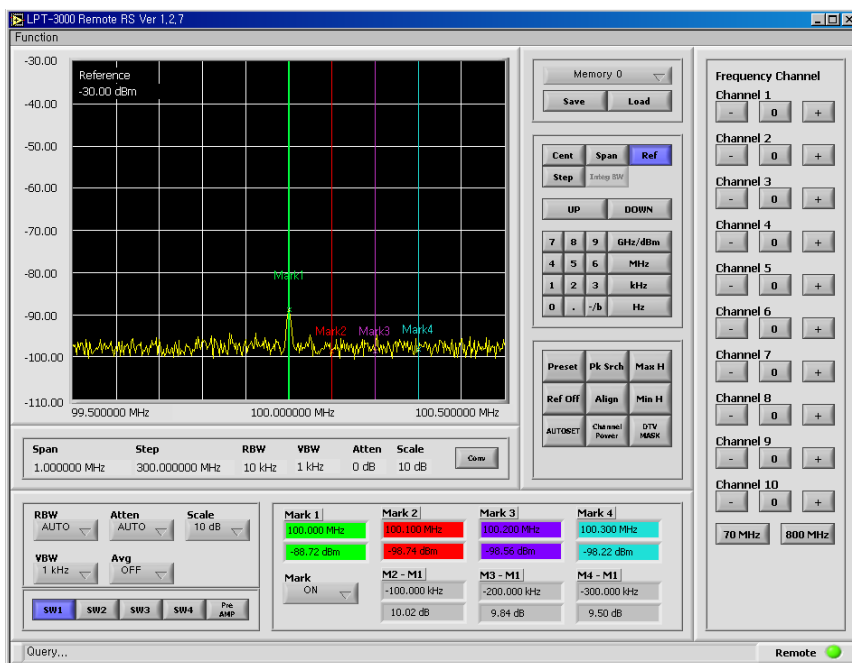 LPT-3000 Remote RS Ver 1,2,7
Function
-30.00
-40.00
-50.00
-60.00
-70.00
-80.00
-90.00
-100.00
-110.00
Reference
-30.00 dBm
Mark1
Mark2 Mark3 Mark4
99.500000 MHz 100.000000 MHz 100.500000 MHz
Span Step RBW VBW Atten Scale
1.000000 MHz 300.000000 MHz 10 kHz 1 kHz 0 dB 10 dB
Conv
RBW Atten Scale
AUTO AUTO 10 dB
VBW Avg
1 kHz OFF
SW1 SW2 SW3 SW4 Pre AMP
Mark 1 Mark 2 Mark 3 Mark 4
100.000 MHz 100.100 MHz 100.200 MHz 100.300 MHz
-88.72 dBm -98.74 dBm -98.56 dBm -98.22 dBm
Mark M2 - M1 M3 - M1 M4 - M1
ON -100.000 kHz -200.000 kHz -300.000 kHz
10.02 dB 9.84 dB 9.50 dB
Memory 0
Save Load
Cent Span Ref
Step Integ BW
UP DOWN
7 8 9 GHz/dBm
4 5 6 MHz
1 2 3 kHz
0 . -/b Hz
Preset Pk Srch Max H
Ref Off Align Min H
AUTOSET Channel Power DTV MASK
Frequency Channel
Channel 1
- 0 +
Channel 2
- 0 +
Channel 3
- 0 +
Channel 4
- 0 +
Channel 5
- 0 +
Channel 6
- 0 +
Channel 7
- 0 +
Channel 8
- 0 +
Channel 9
- 0 +
Channel 10
- 0 +
70 MHz 800 MHz
Query...
Remote